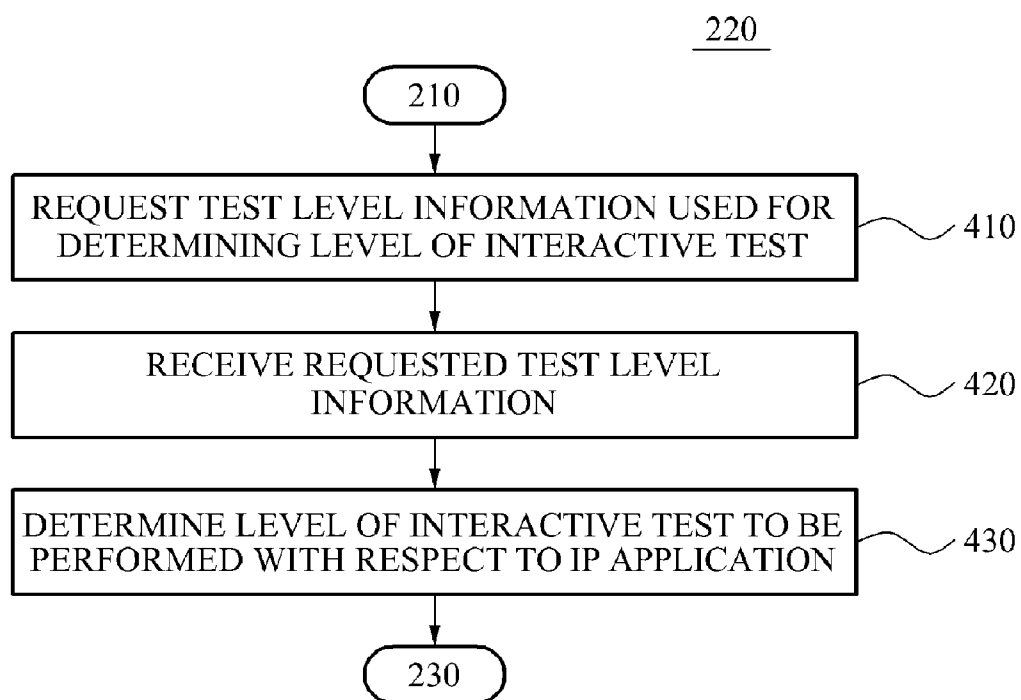 220
210
REQUEST TEST LEVEL INFORMATION USED FOR
DETERMINING LEVEL OF INTERACTIVE TEST
410
RECEIVE REQUESTED TEST LEVEL
INFORMATION
420
DETERMINE LEVEL OF INTERACTIVE TEST TO BE
PERFORMED WITH RESPECT TO IP APPLICATION
430
230